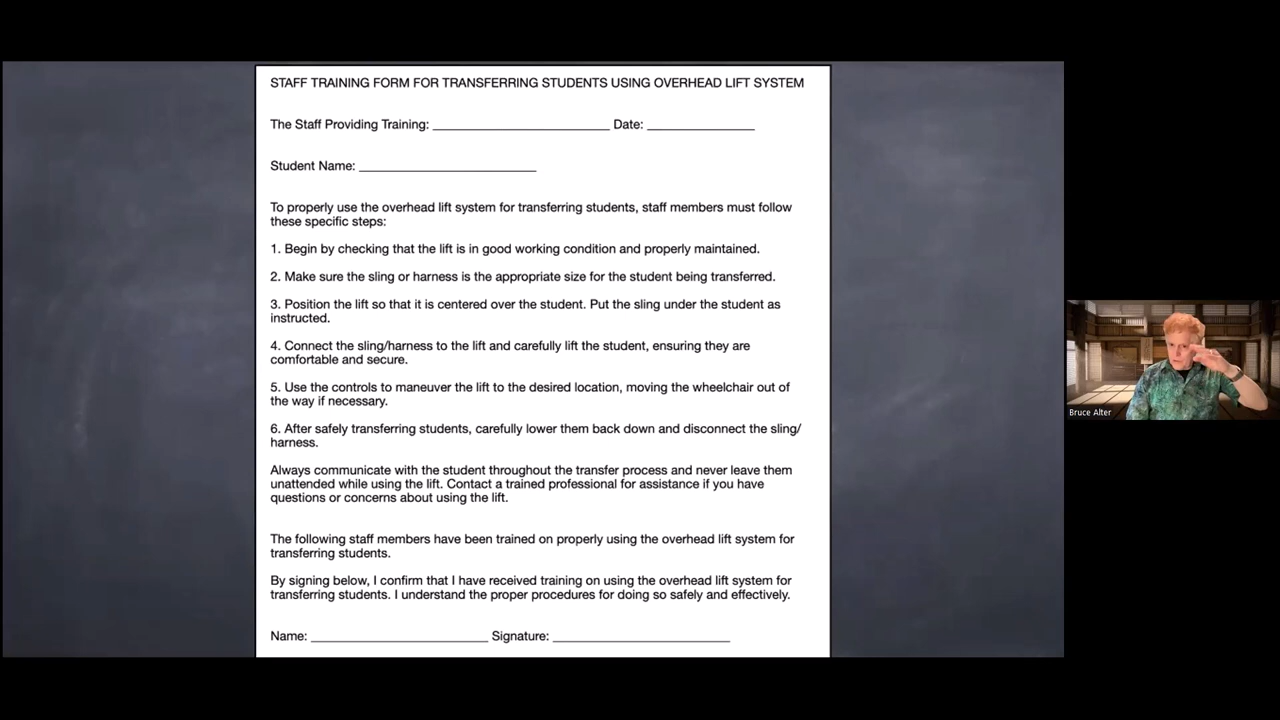 STAFF TRAINING FORM FOR TRANSFERRING STUDENTS USING OVERHEAD LIFT SYSTEM
The Staff Providing Training: __________________________ Date: ________________
Student Name: __________________________
To properly use the overhead lift system for transferring students, staff members must follow
these specific steps:
1. Begin by checking that the lift is in good working condition and properly maintained.
2. Make sure the sling or harness is the appropriate size for the student being transferred.
3. Position the lift so that it is centered over the student. Put the sling under the student as
instructed.
4. Connect the sling/harness to the lift and carefully lift the student, ensuring they are
comfortable and secure.
5. Use the controls to maneuver the lift to the desired location, moving the wheelchair out of
the way if necessary.
6. After safely transferring students, carefully lower them back down and disconnect the sling/
harness.
Always communicate with the student throughout the transfer process and never leave them
unattended while using the lift. Contact a trained professional for assistance if you have
questions or concerns about using the lift.
The following staff members have been trained on properly using the overhead lift system for
transferring students.
By signing below, I confirm that I have received training on using the overhead lift system for
transferring students. I understand the proper procedures for doing so safely and effectively.
Name: __________________________ Signature: __________________________
Bruce Alter